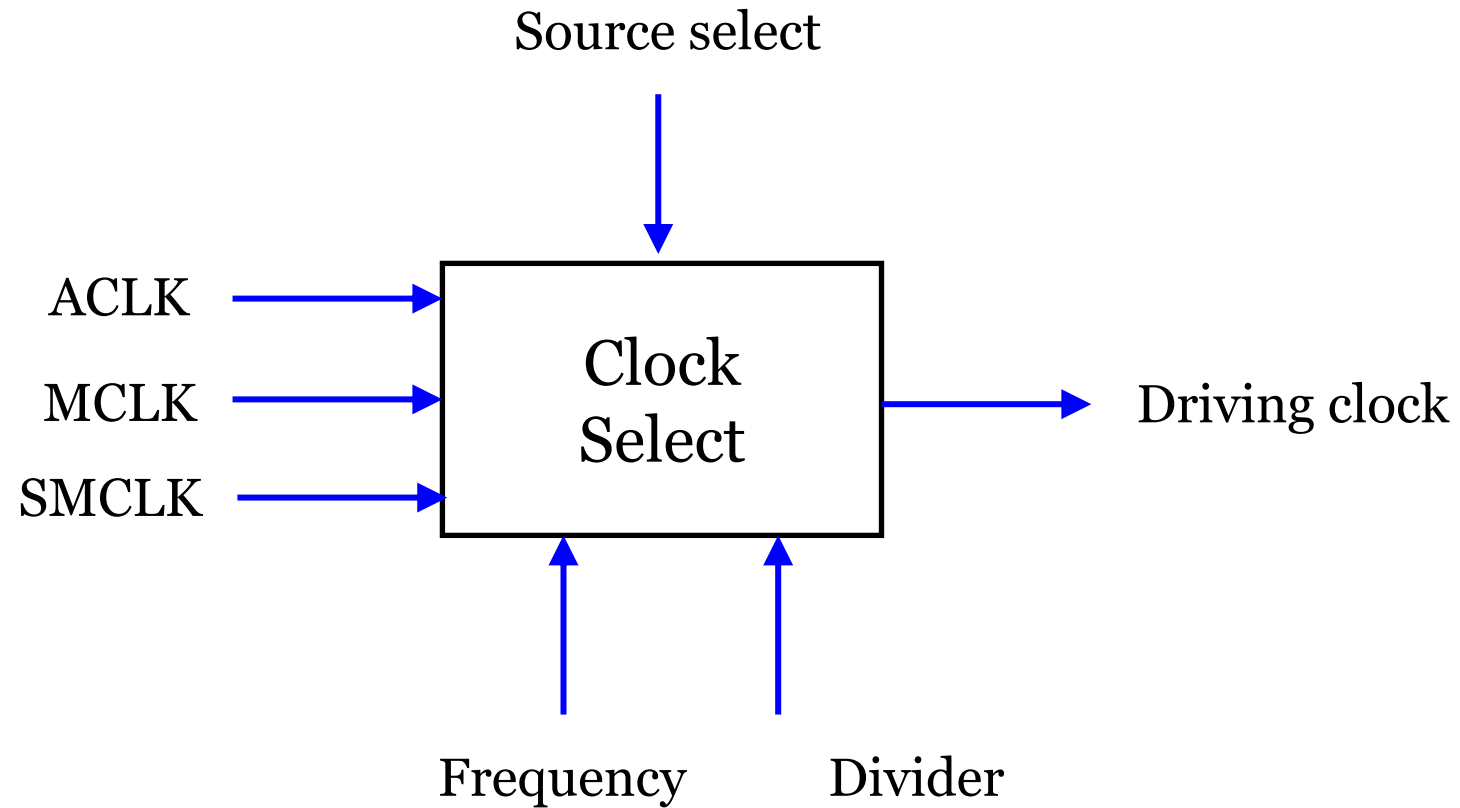 Source select
ACLK
MCLK
SMCLK
Clock
Select
Driving clock
Frequency
Divider